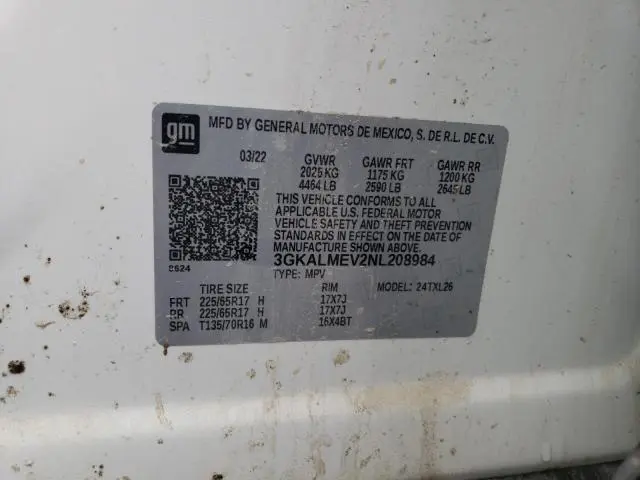 gm
MFD BY GENERAL MOTORS DE MEXICO, S. DE R.L. DE C.V.
03/22 GVWR GAWR FRT GAWR RR
2025 KG 1175 KG 1200 KG
4464 LB 2590 LB 2645 LB
THIS VEHICLE CONFORMS TO ALL
APPLICABLE U.S. FEDERAL MOTOR
VEHICLE SAFETY AND THEFT PREVENTION
STANDARDS IN EFFECT ON THE DATE OF
MANUFACTURE SHOWN ABOVE.
3GKALMEV2NL208984
8624 TYPE: MPV
TIRE SIZE RIM MODEL: 24TXL26
FRT 225/65R17 H 17X7J
RR 225/65R17 H 17X7J
SPA T135/70R16 M 16X4BT